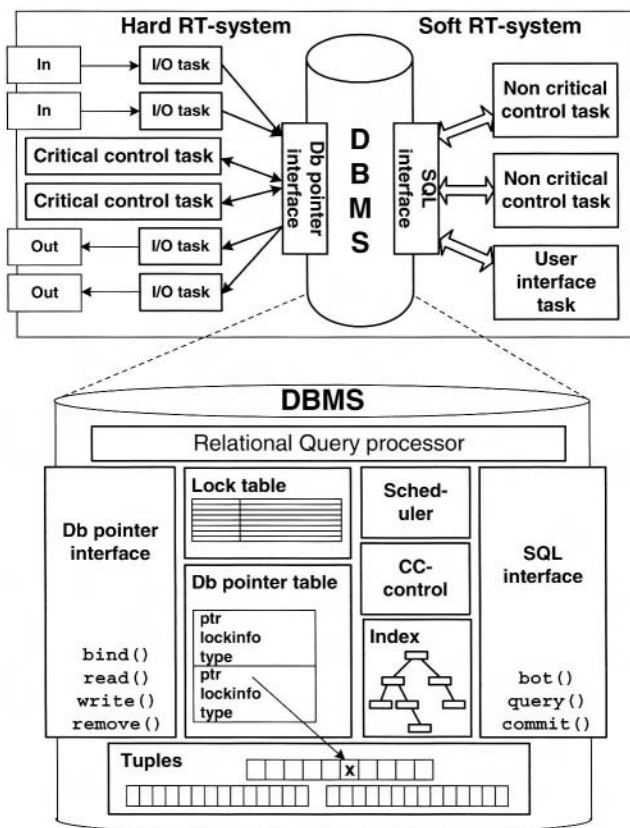 Hard RT-system
Soft RT-system
In
I/O task
In
I/O task
Critical control task
Critical control task
Out
I/O task
Out
I/O task
Db pointer
interface
D
B
M
S
SQL
interface
Non critical
control task
Non critical
control task
User
interface
task
DBMS
Relational Query processor
Db pointer
interface
bind()
read()
write()
remove()
Lock table
Db pointer table
ptr
lockinfo
type
ptr
lockinfo
type
Sched-
uler
CC-
control
Index
SQL
interface
bot()
query()
commit()
Tuples
x